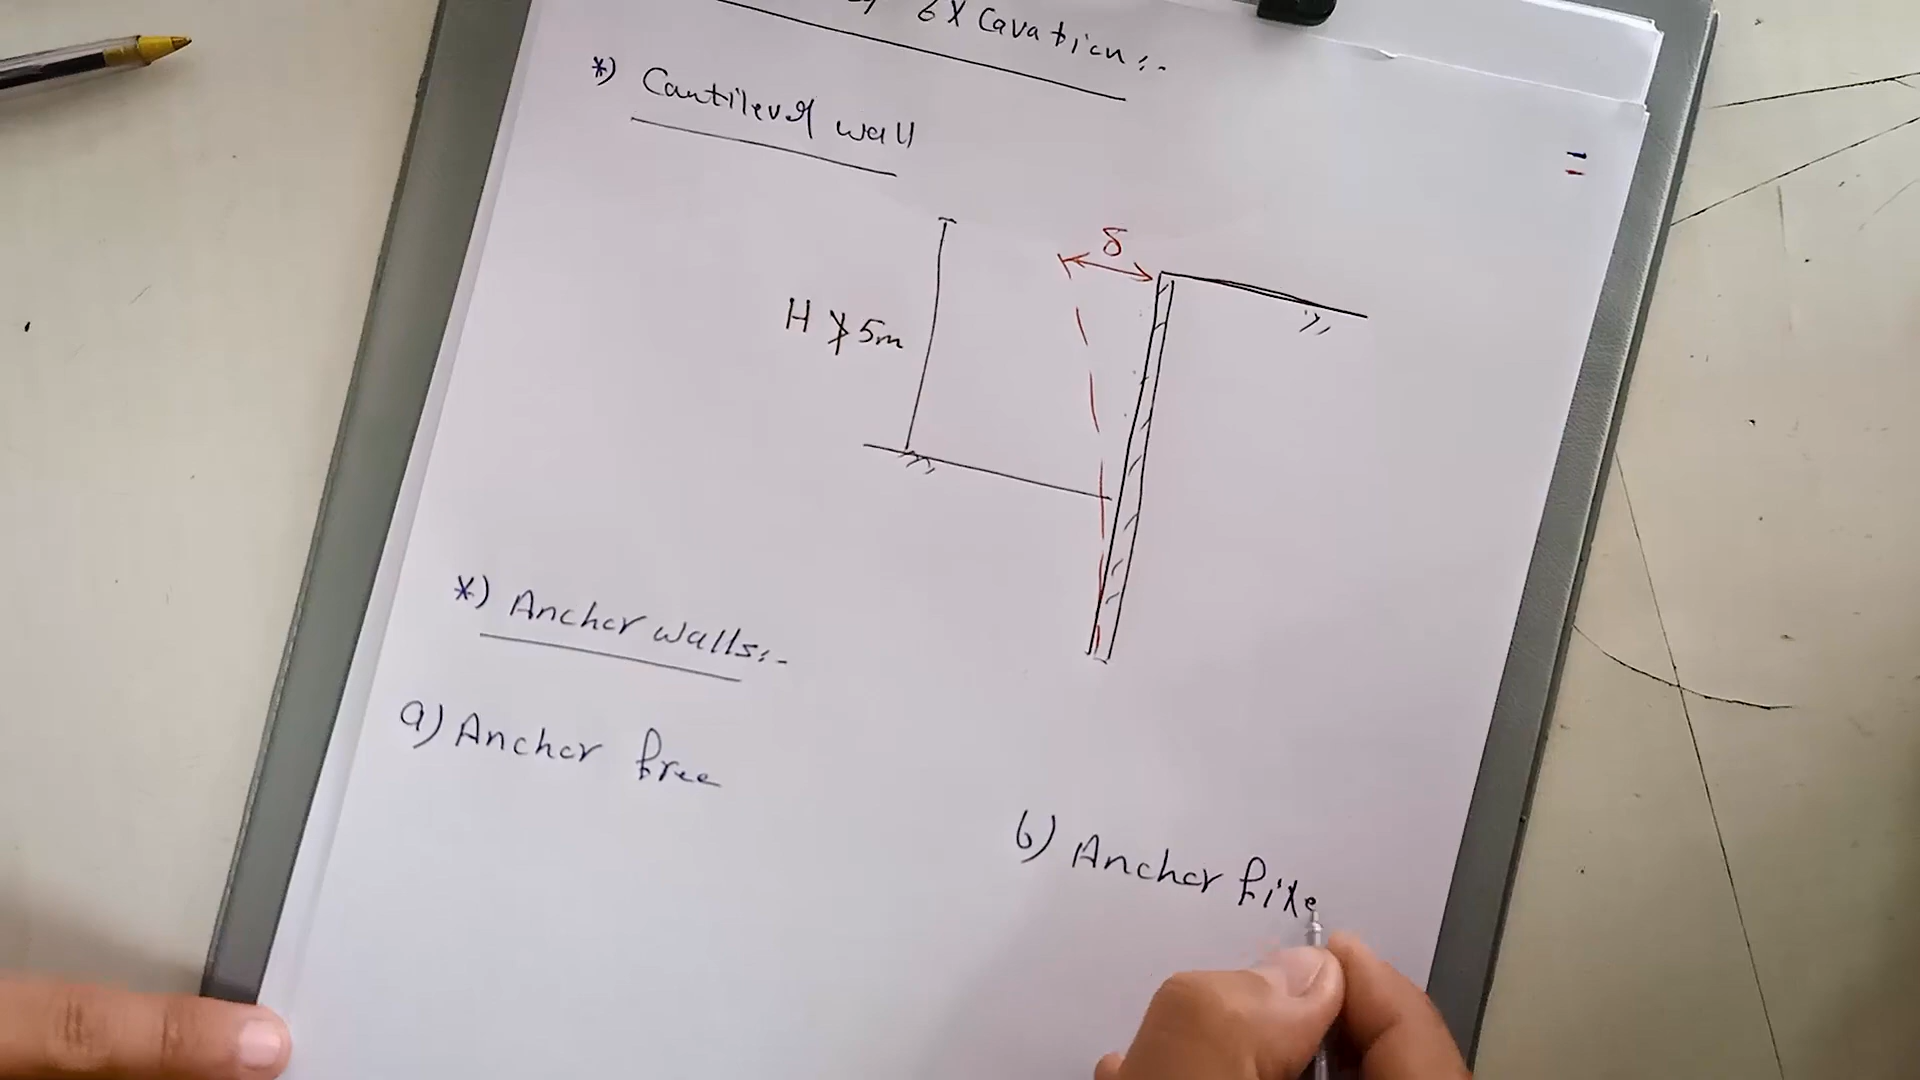 excavation:-
*) Cantilever wall
δ
H ≯ 5m
*) Anchor walls:-
a) Anchor free
b) Anchor fixe